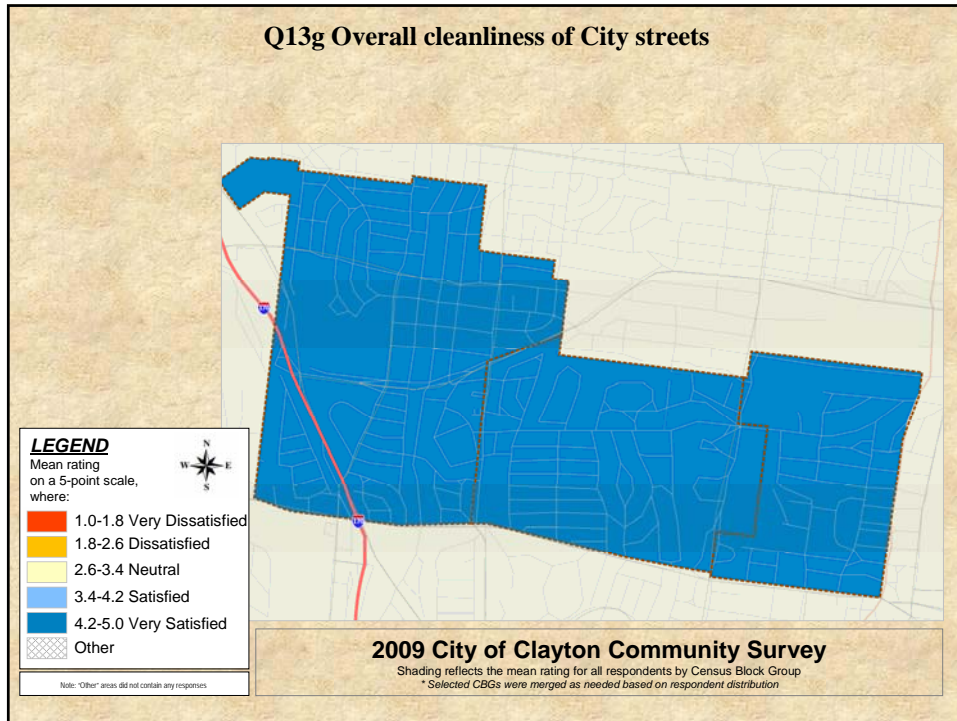 Q13g Overall cleanliness of City streets
LEGEND
Mean rating
on a 5-point scale,
where:
N
W E
S
1.0-1.8 Very Dissatisfied
1.8-2.6 Dissatisfied
2.6-3.4 Neutral
3.4-4.2 Satisfied
4.2-5.0 Very Satisfied
Other
Note: "Other" areas did not contain any responses
2009 City of Clayton Community Survey
Shading reflects the mean rating for all respondents by Census Block Group
* Selected CBGs were merged as needed based on respondent distribution